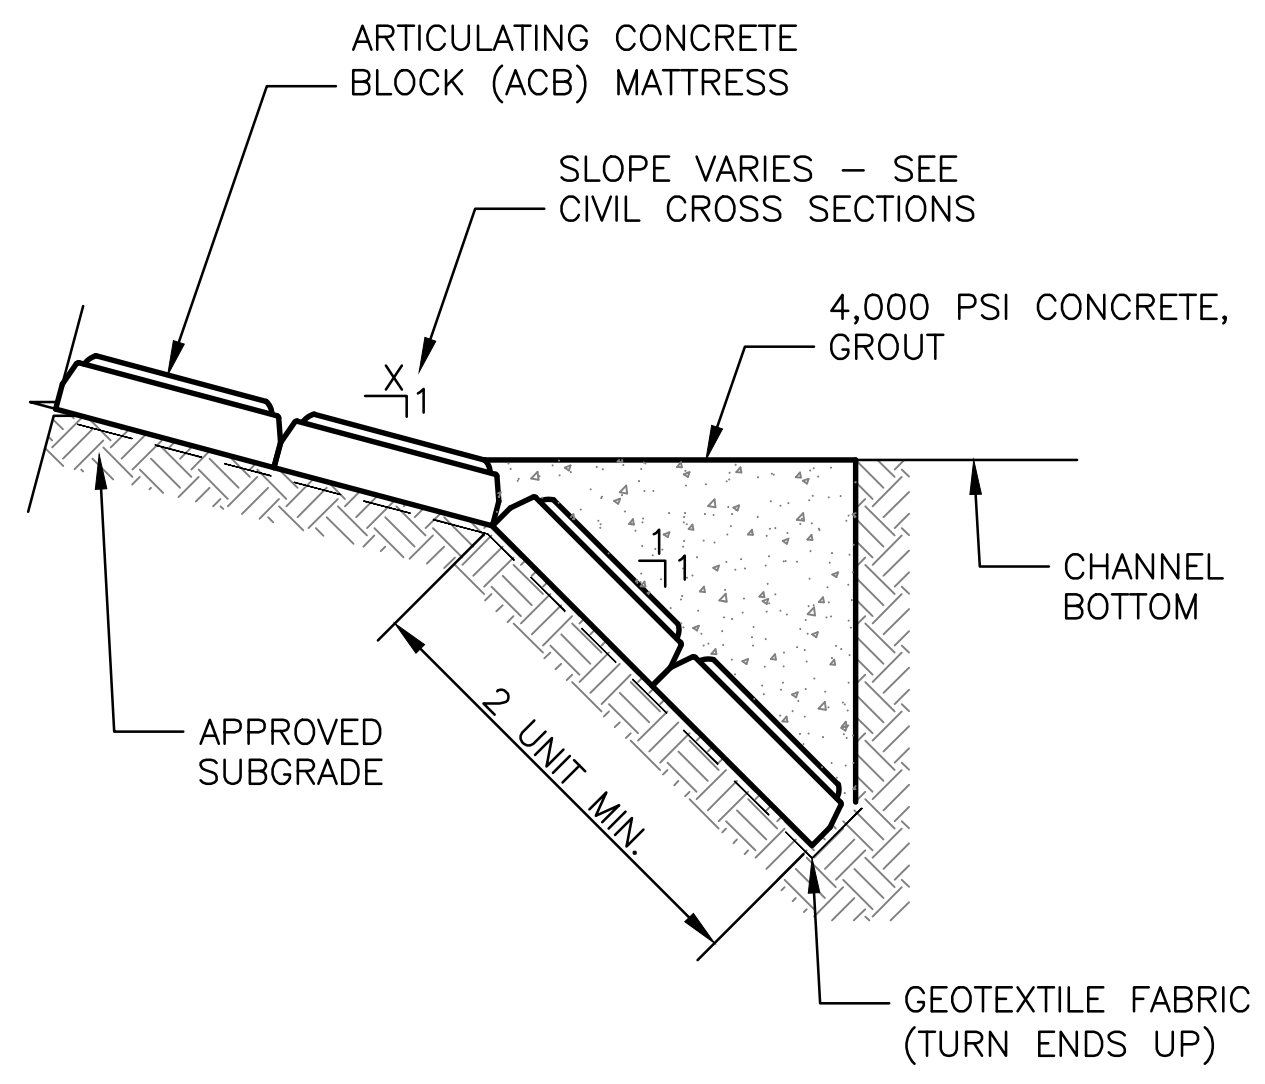 ARTICULATING CONCRETE
BLOCK (ACB) MATTRESS
SLOPE VARIES – SEE
CIVIL CROSS SECTIONS
4,000 PSI CONCRETE,
GROUT
X
1
1
1
CHANNEL
BOTTOM
2 UNIT MIN.
APPROVED
SUBGRADE
GEOTEXTILE FABRIC
(TURN ENDS UP)